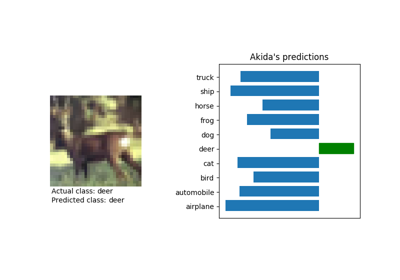 Akida's predictions
truck
ship
horse
frog
dog
deer
cat
bird
automobile
airplane
Actual class: deer
Predicted class: deer